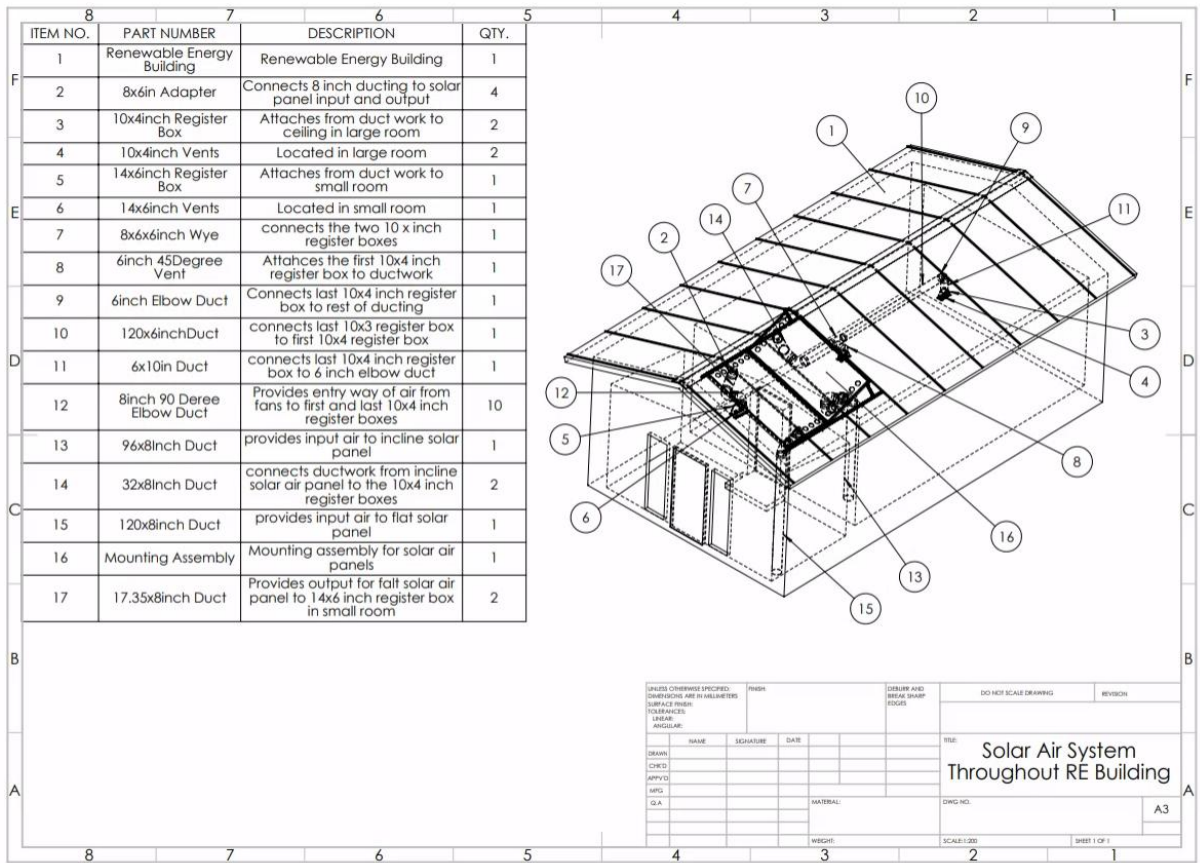 8 7 6 5 4 3 2 1
ITEM NO. PART NUMBER DESCRIPTION QTY.
1 Renewable Energy Building Renewable Energy Building 1
2 8x6in Adapter Connects 8 inch ducting to solar panel input and output 4
3 10x4inch Register Box Attaches from duct work to ceiling in large room 2
4 10x4inch Vents Located in large room 2
5 14x6inch Register Box Attaches from duct work to small room 1
6 14x6inch Vents Located in small room 1
7 8x6x6inch Wye connects the two 10 x inch register boxes 1
8 6inch 45Degree Vent Attahces the first 10x4 inch register box to ductwork 1
9 6inch Elbow Duct Connects last 10x4 inch register box to rest of ducting 1
10 120x6inchDuct connects last 10x3 register box to first 10x4 register box 1
11 6x10in Duct connects last 10x4 inch register box to 6 inch elbow duct 1
12 8inch 90 Deree Elbow Duct Provides entry way of air from fans to first and last 10x4 inch register boxes 10
13 96x8Inch Duct provides input air to incline solar panel 1
14 32x8Inch Duct connects ductwork from incline solar air panel to the 10x4 inch register boxes 2
15 120x8inch Duct provides input air to flat solar panel 1
16 Mounting Assembly Mounting assembly for solar air panels 1
17 17.35x8inch Duct Provides output for falt solar air panel to 14x6 inch register box in small room 2
F
E
D
C
B
A
10
1
9
7
14
11
2
17
3
4
12
5
8
6
16
13
15
F
E
D
C
B
A
UNLESS OTHERWISE SPECIFIED:
DIMENSIONS ARE IN MILLIMETERS
SURFACE FINISH:
TOLERANCES:
LINEAR:
ANGULAR:
FINISH:
DEBURR AND
BREAK SHARP
EDGES
DO NOT SCALE DRAWING
REVISION
NAME SIGNATURE DATE
DRAWN
CHK'D
APPV'D
MFG
Q.A
MATERIAL:
WEIGHT:
TITLE:
Solar Air System
Throughout RE Building
DWG NO.
A3
SCALE:1:200
SHEET 1 OF 1
8 7 6 5 4 3 2 1